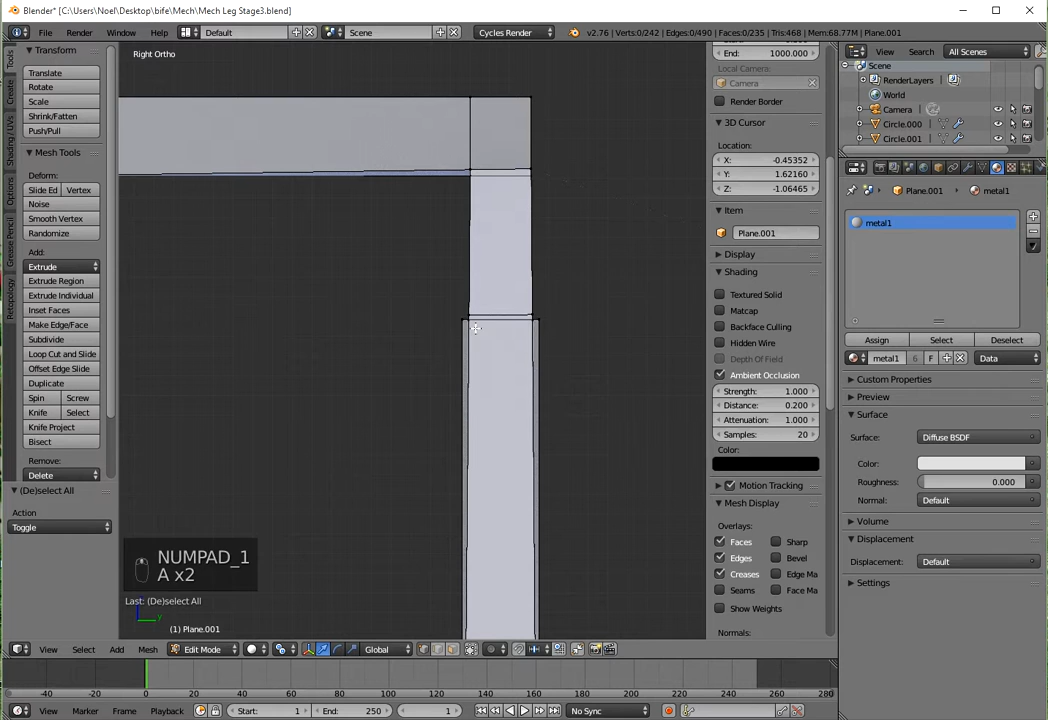 Blender* [C:\Users\Noel\Desktop\bife\Mech\Mech Leg Stage3.blend]
File Render Window Help Default Scene Cycles Render v2.76 | Verts:0/242 | Edges:0/490 | Faces:0/235 | Tris:468 | Mem:68.77M | Plane.001
Tools
Create
Shading / UVs
Options
Grease Pencil
Retopology
Transform
Translate
Rotate
Scale
Shrink/Fatten
Push/Pull
Mesh Tools
Deform:
Slide Ed Vertex
Noise
Smooth Vertex
Randomize
Add:
Extrude
Extrude Region
Extrude Individual
Inset Faces
Make Edge/Face
Subdivide
Loop Cut and Slide
Offset Edge Slide
Duplicate
Spin Screw
Knife Select
Knife Project
Bisect
Remove:
Delete
(De)select All
Action
Toggle
Right Ortho
NUMPAD_1
A x2
Last: (De)select All
y
(1) Plane.001
End: 1000.000
Local Camera:
Camera
Render Border
3D Cursor
Location:
X: -0.45352
Y: 1.62160
Z: -1.06465
Item
Plane.001
Display
Shading
Textured Solid
Matcap
Backface Culling
Hidden Wire
Depth Of Field
Ambient Occlusion
Strength: 1.000
Distance: 0.200
Attenuation: 1.000
Samples: 20
Color:
Motion Tracking
Mesh Display
Overlays:
Faces Sharp
Edges Bevel
Creases Edge Ma
Seams Face Ma
Show Weights
Normals:
View Search All Scenes
Scene
RenderLayers
World
Camera
Circle.000
Circle.001
Plane.001 metal1
metal1
Assign Select Deselect
metal1 6 F Data
Custom Properties
Preview
Surface
Surface: Diffuse BSDF
Color:
Roughness: 0.000
Normal: Default
Volume
Displacement
Displacement: Default
Settings
View Select Add Mesh Edit Mode Global
-40 -20 0 20 40 60 80 100 120 140 160 180 200 220 240 260 280
View Marker Frame Playback Start: 1 End: 250 1 No Sync